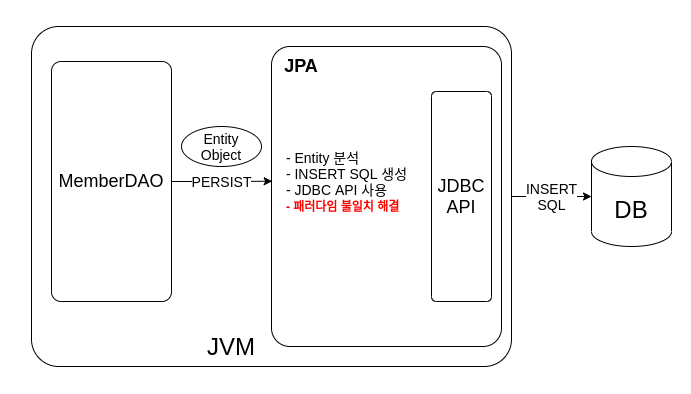 JPA
Entity
Object
MemberDAO
PERSIST
- Entity 분석
- INSERT SQL 생성
- JDBC API 사용
- 패러다임 불일치 해결
JDBC
API
INSERT
SQL
DB
JVM